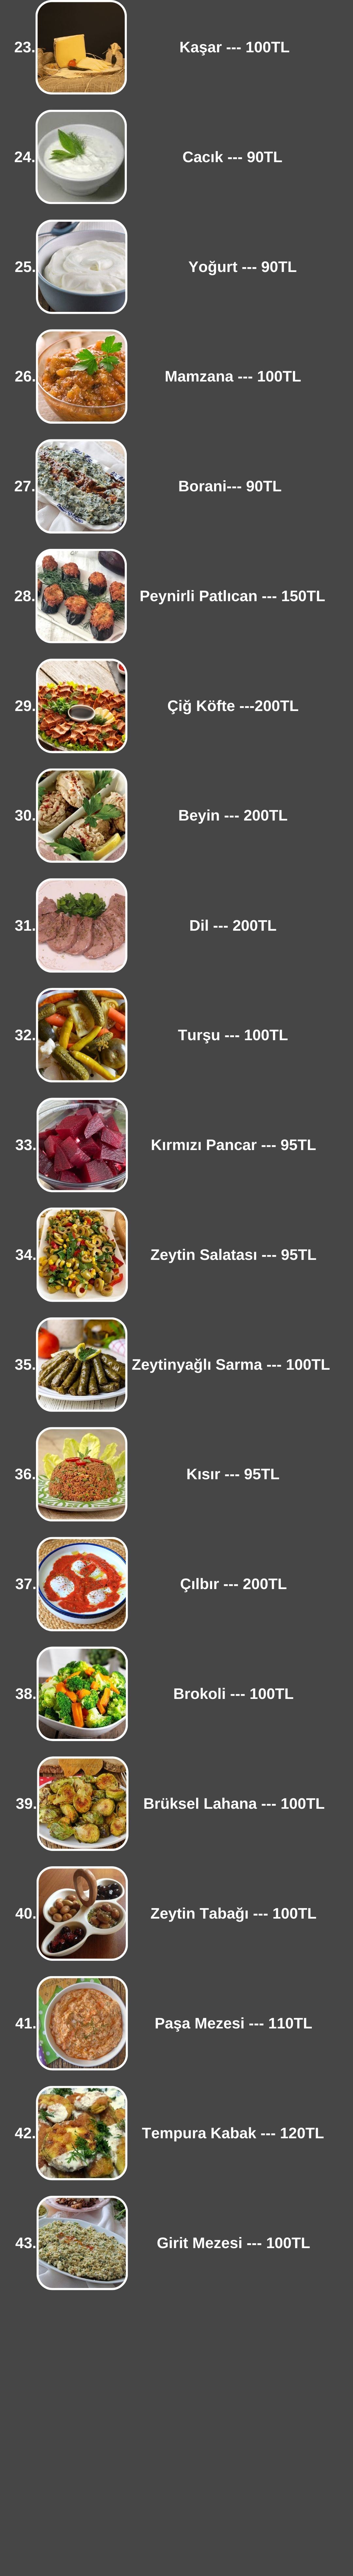 23. Kaşar --- 100TL
24. Cacık --- 90TL
25. Yoğurt --- 90TL
26. Mamzana --- 100TL
27. Borani--- 90TL
28. Peynirli Patlıcan --- 150TL
29. Çiğ Köfte ---200TL
30. Beyin --- 200TL
31. Dil --- 200TL
32. Turşu --- 100TL
33. Kırmızı Pancar --- 95TL
34. Zeytin Salatası --- 95TL
35. Zeytinyağlı Sarma --- 100TL
36. Kısır --- 95TL
37. Çılbır --- 200TL
38. Brokoli --- 100TL
39. Brüksel Lahana --- 100TL
40. Zeytin Tabağı --- 100TL
41. Paşa Mezesi --- 110TL
42. Tempura Kabak --- 120TL
43. Girit Mezesi --- 100TL